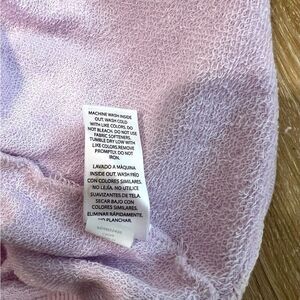 MACHINE WASH INSIDE
OUT. WASH COLD
WITH LIKE COLORS. DO
NOT BLEACH. DO NOT USE
FABRIC SOFTENERS.
TUMBLE DRY LOW WITH
LIKE COLORS.REMOVE
PROMPTLY. DO NOT
IRON.
LAVADO A MÁQUINA
INSIDE OUT. WASH FRÍO
CON COLORES SIMILARES.
NO LEJÍA. NO UTILICE
SUAVIZANTES DE TELA.
SECAR BAJO CON
COLORES SIMILARES.
ELIMINAR RÁPIDAMENTE.
PLANCHAR.